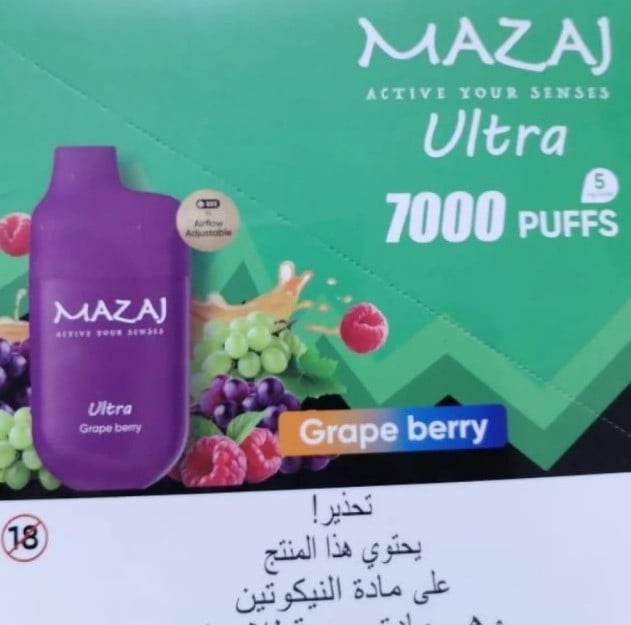 MAZAJ
ACTIVE YOUR SENSES
Ultra
5
7000 PUFFS
Airflow
Adjustable
MAZAJ
ACTIVE YOUR SENSES
Ultra
Grape berry
Grape berry
18
تحذير!
يحتوي هذا المنتج
على مادة النيكوتين